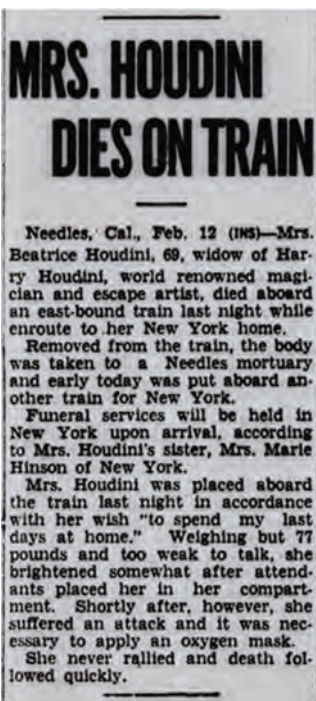 MRS. HOUDINI
DIES ON TRAIN
Needles, Cal., Feb. 12 (INS)—Mrs.
Beatrice Houdini, 69, widow of Har-
ry Houdini, world renowned magi-
cian and escape artist, died aboard
an east-bound train last night while
enroute to her New York home.
Removed from the train, the body
was taken to a Needles mortuary
and early today was put aboard an-
other train for New York.
Funeral services will be held in
New York upon arrival, according
to Mrs. Houdini's sister, Mrs. Marie
Hinson of New York.
Mrs. Houdini was placed aboard
the train last night in accordance
with her wish "to spend my last
days at home." Weighing but 77
pounds and too weak to talk, she
brightened somewhat after attend-
ants placed her in her compart-
ment. Shortly after, however, she
suffered an attack and it was nec-
essary to apply an oxygen mask.
She never rallied and death fol-
lowed quickly.